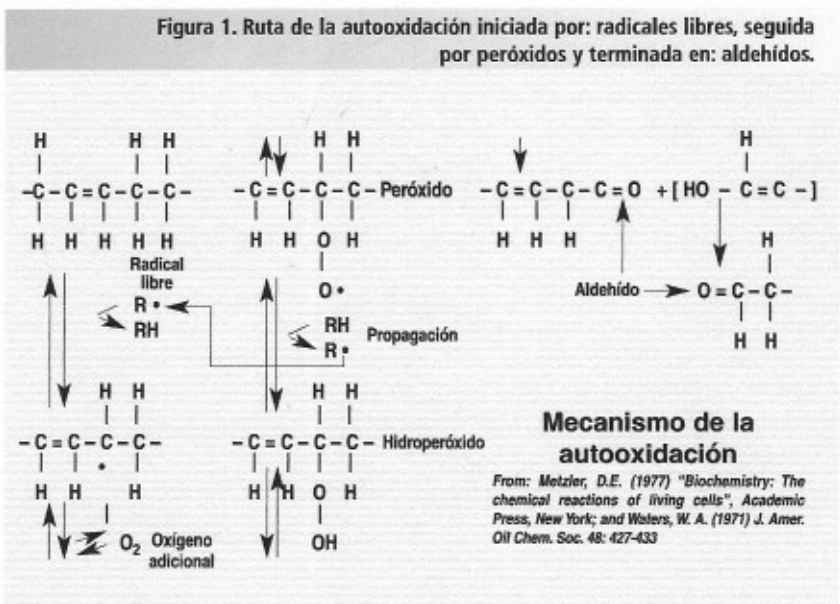 Figura 1. Ruta de la autooxidación iniciada por: radicales libres, seguida
por peróxidos y terminada en: aldehídos.
H H H
-C-C=C-C-C-
H H H H H
Radical
libre
R •
RH
H H
-C=C-C-C-
•
H H H
O2 Oxígeno
adicional
H H
-C=C-C-C- Peróxido
H H O H
O•
RH
R•
Propagación
H H
-C=C-C-C- Hidroperóxido
H H O H
OH
H
-C=C-C-C=O +[HO-C=C-]
H H H
H
Aldehído O=C-C-
H H
Mecanismo de la
autooxidación
From: Metzler, D.E. (1977) "Biochemistry: The
chemical reactions of living cells", Academic
Press, New York; and Waters, W. A. (1971) J. Amer.
Oil Chem. Soc. 48: 427-433